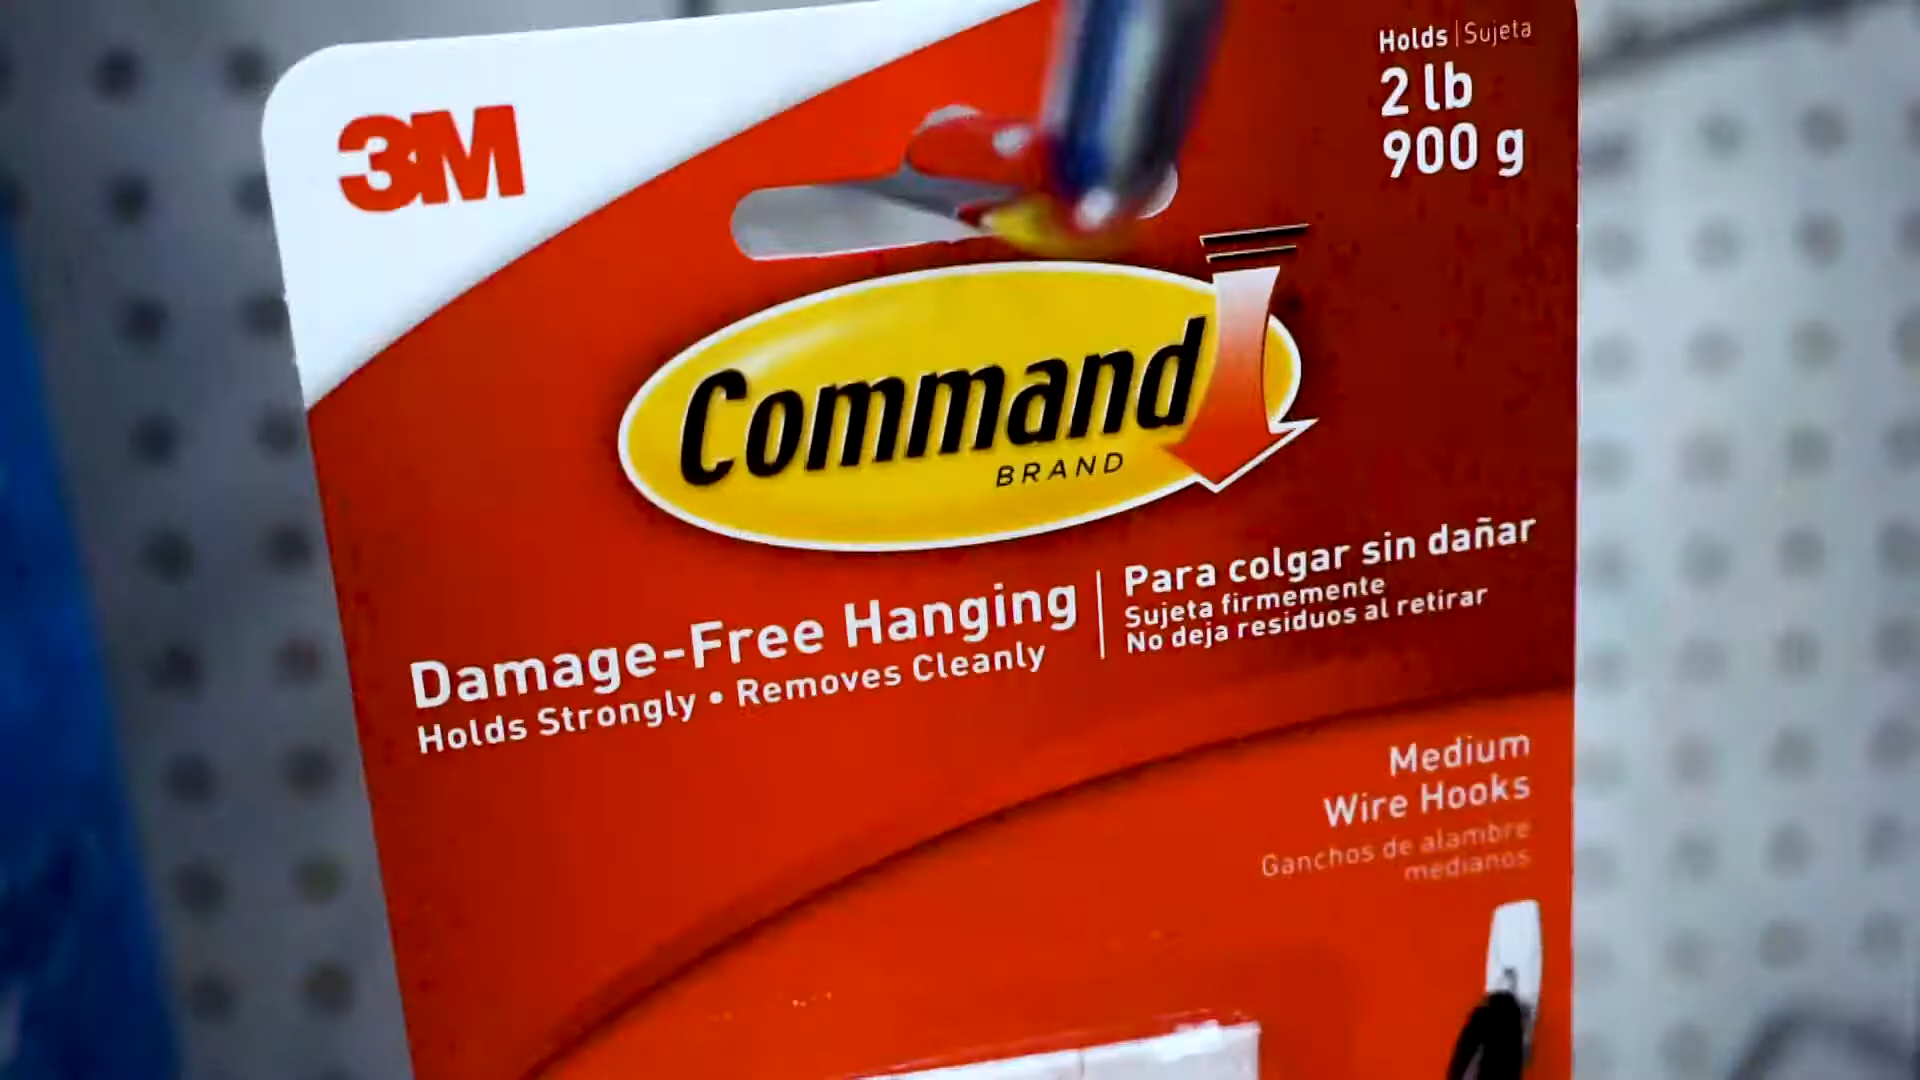 3M
Holds | Sujeta
2 lb
900 g
Command
BRAND
Damage-Free Hanging
Holds Strongly • Removes Cleanly
Para colgar sin dañar
Sujeta firmemente
No deja residuos al retirar
Medium
Wire Hooks
Ganchos de alambre
medianos